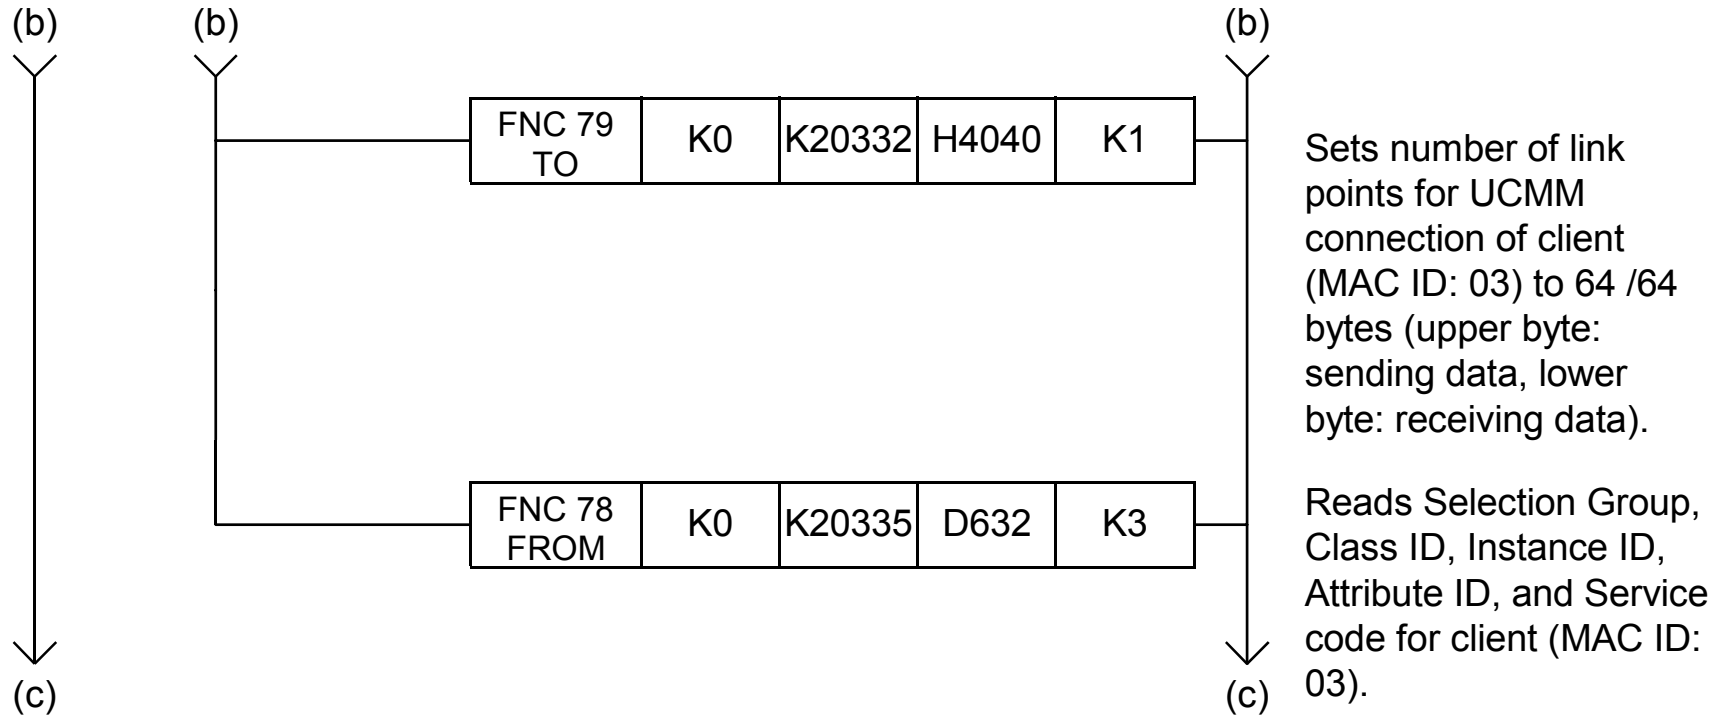 (b)
(b)
(b)
FNC 79
TO
K0
K20332
H4040
K1
Sets number of link
points for UCMM
connection of client
(MAC ID: 03) to 64 /64
bytes (upper byte:
sending data, lower
byte: receiving data).
FNC 78
FROM
K0
K20335
D632
K3
Reads Selection Group,
Class ID, Instance ID,
Attribute ID, and Service
code for client (MAC ID:
03).
(c)
(c)